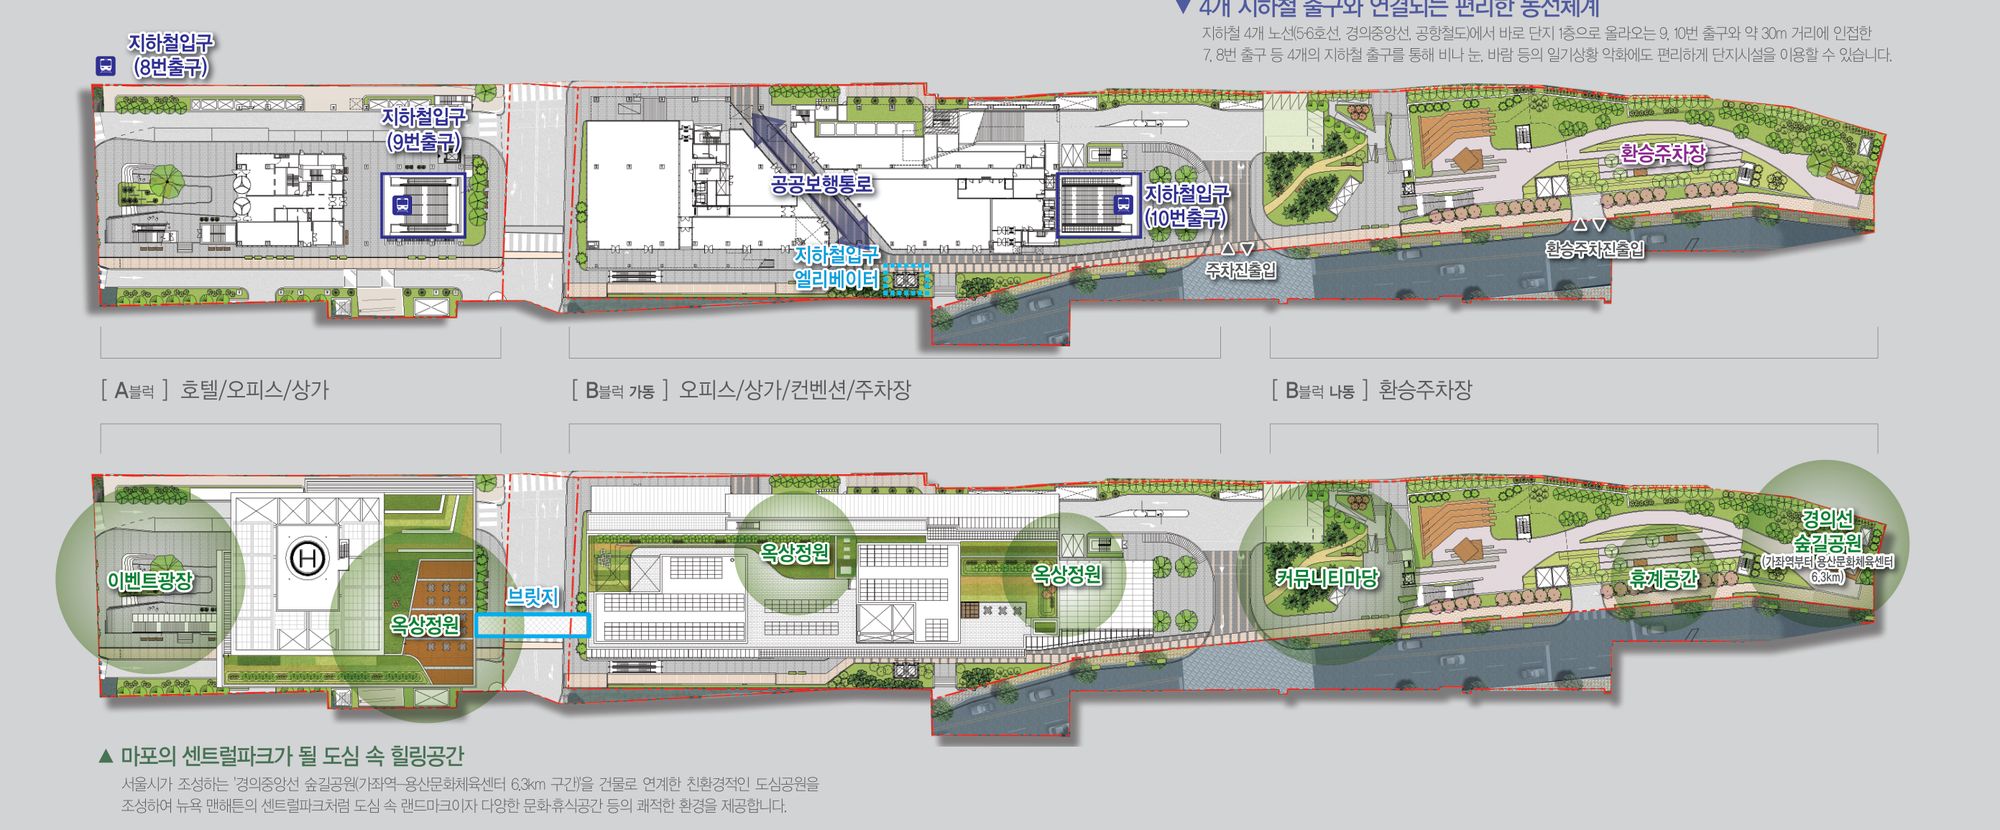 ▼ 4개 지하철 출구와 연결되는 편리한 동선체계
지하철 4개 노선(5·6호선, 경의중앙선, 공항철도)에서 바로 단지 1층으로 올라오는 9, 10번 출구와 약 30m 거리에 인접한
7, 8번 출구 등 4개의 지하철 출구를 통해 비나 눈, 바람 등의 일기상황 악화에도 편리하게 단지시설을 이용할 수 있습니다.
지하철입구
(8번출구)
지하철입구
(9번출구)
공공보행통로
지하철입구
(10번출구)
환승주차장
지하철입구
엘리베이터
주차진출입
환승주차진출입
[ A블럭 ] 호텔/오피스/상가
[ B블럭 가동 ] 오피스/상가/컨벤션/주차장
[ B블럭 나동 ] 환승주차장
H
이벤트광장
옥상정원
브릿지
옥상정원
옥상정원
커뮤니티마당
휴게공간
경의선
숲길공원
(가좌역부터 용산문화체육센터
6.3km)
▲ 마포의 센트럴파크가 될 도심 속 힐링공간
서울시가 조성하는 '경의중앙선 숲길공원(가좌역-용산문화체육센터 6.3km 구간)'을 건물로 연계한 친환경적인 도심공원을
조성하여 뉴욕 맨해튼의 센트럴파크처럼 도심 속 랜드마크이자 다양한 문화·휴식공간 등의 쾌적한 환경을 제공합니다.